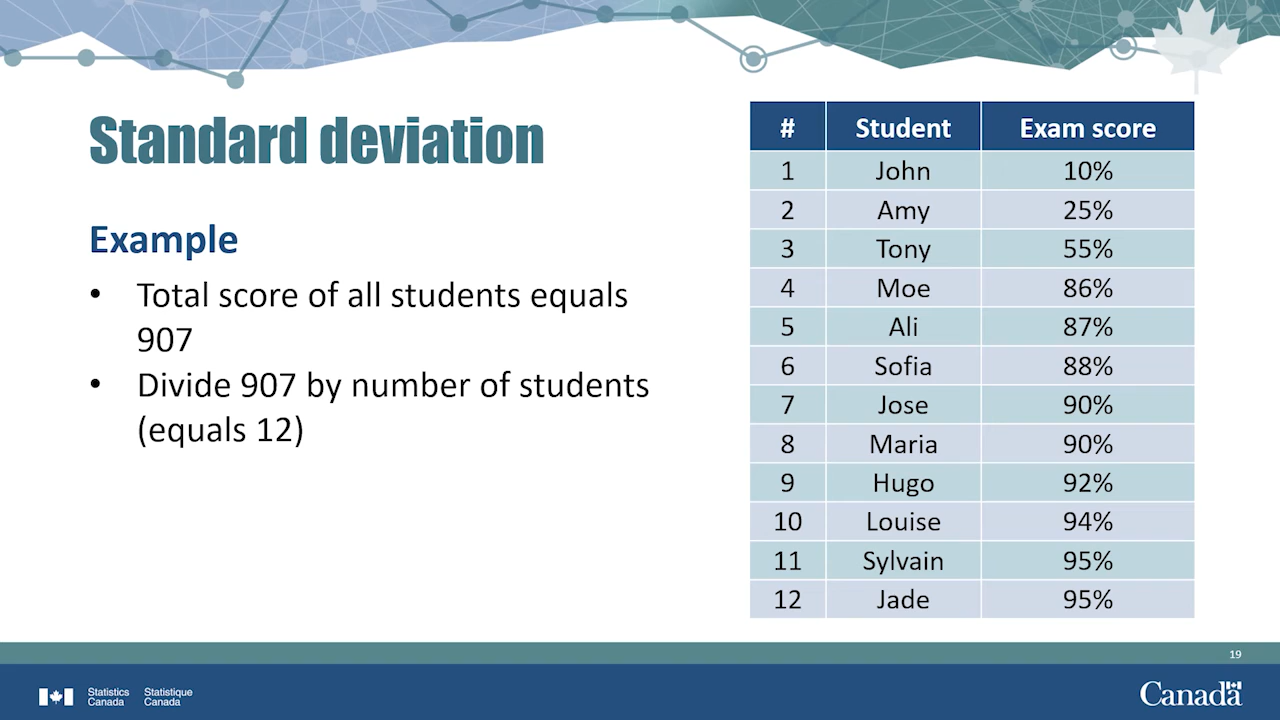 Standard deviation
Example
• Total score of all students equals
907
• Divide 907 by number of students
(equals 12)
# Student Exam score
1 John 10%
2 Amy 25%
3 Tony 55%
4 Moe 86%
5 Ali 87%
6 Sofia 88%
7 Jose 90%
8 Maria 90%
9 Hugo 92%
10 Louise 94%
11 Sylvain 95%
12 Jade 95%
19
Statistics Statistique
Canada Canada
Canada